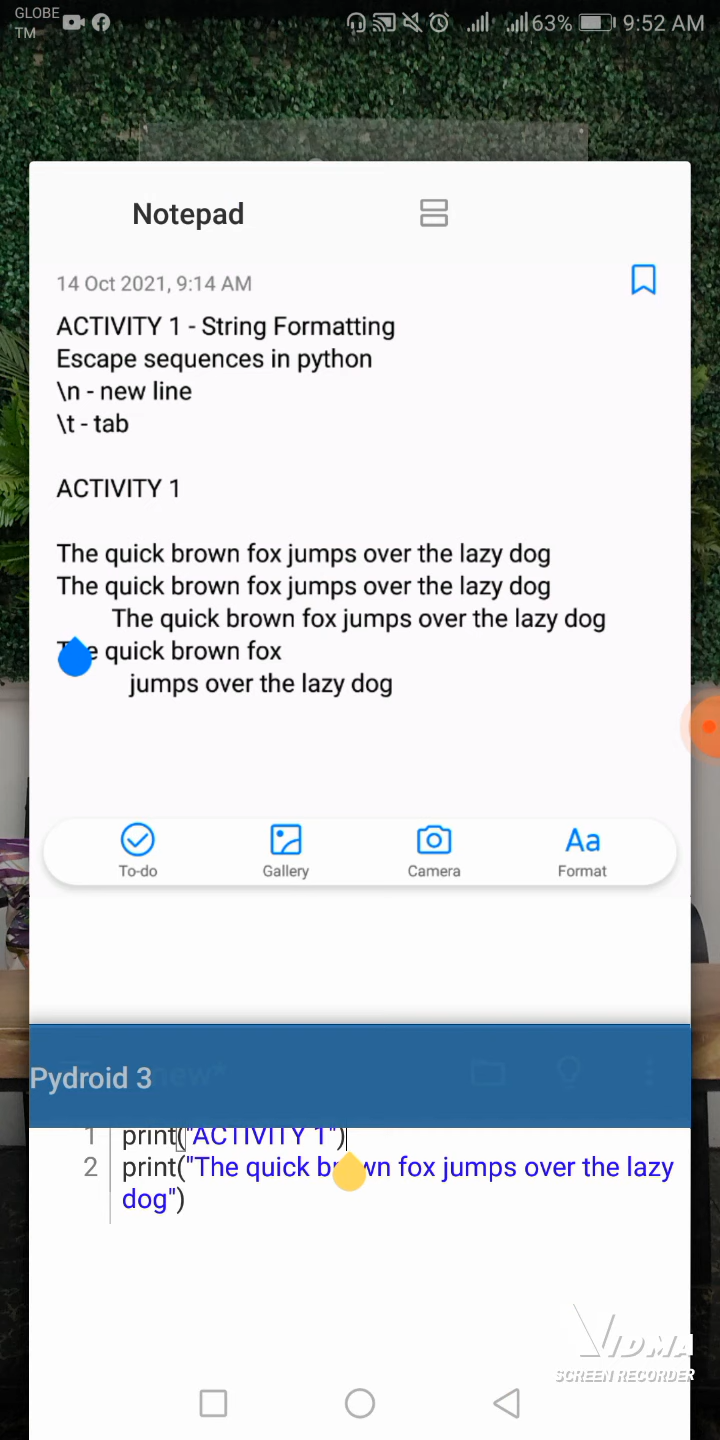 GLOBE
TM
63%
9:52 AM
Notepad
14 Oct 2021, 9:14 AM
ACTIVITY 1 - String Formatting
Escape sequences in python
\n - new line
\t - tab
ACTIVITY 1
The quick brown fox jumps over the lazy dog
The quick brown fox jumps over the lazy dog
The quick brown fox jumps over the lazy dog
The quick brown fox
jumps over the lazy dog
To-do
Gallery
Camera
Aa
Format
Pydroid 3
new*
1 print("ACTIVITY 1")
2 print("The quick brown fox jumps over the lazy
dog")
VIDMA
SCREEN RECORDER